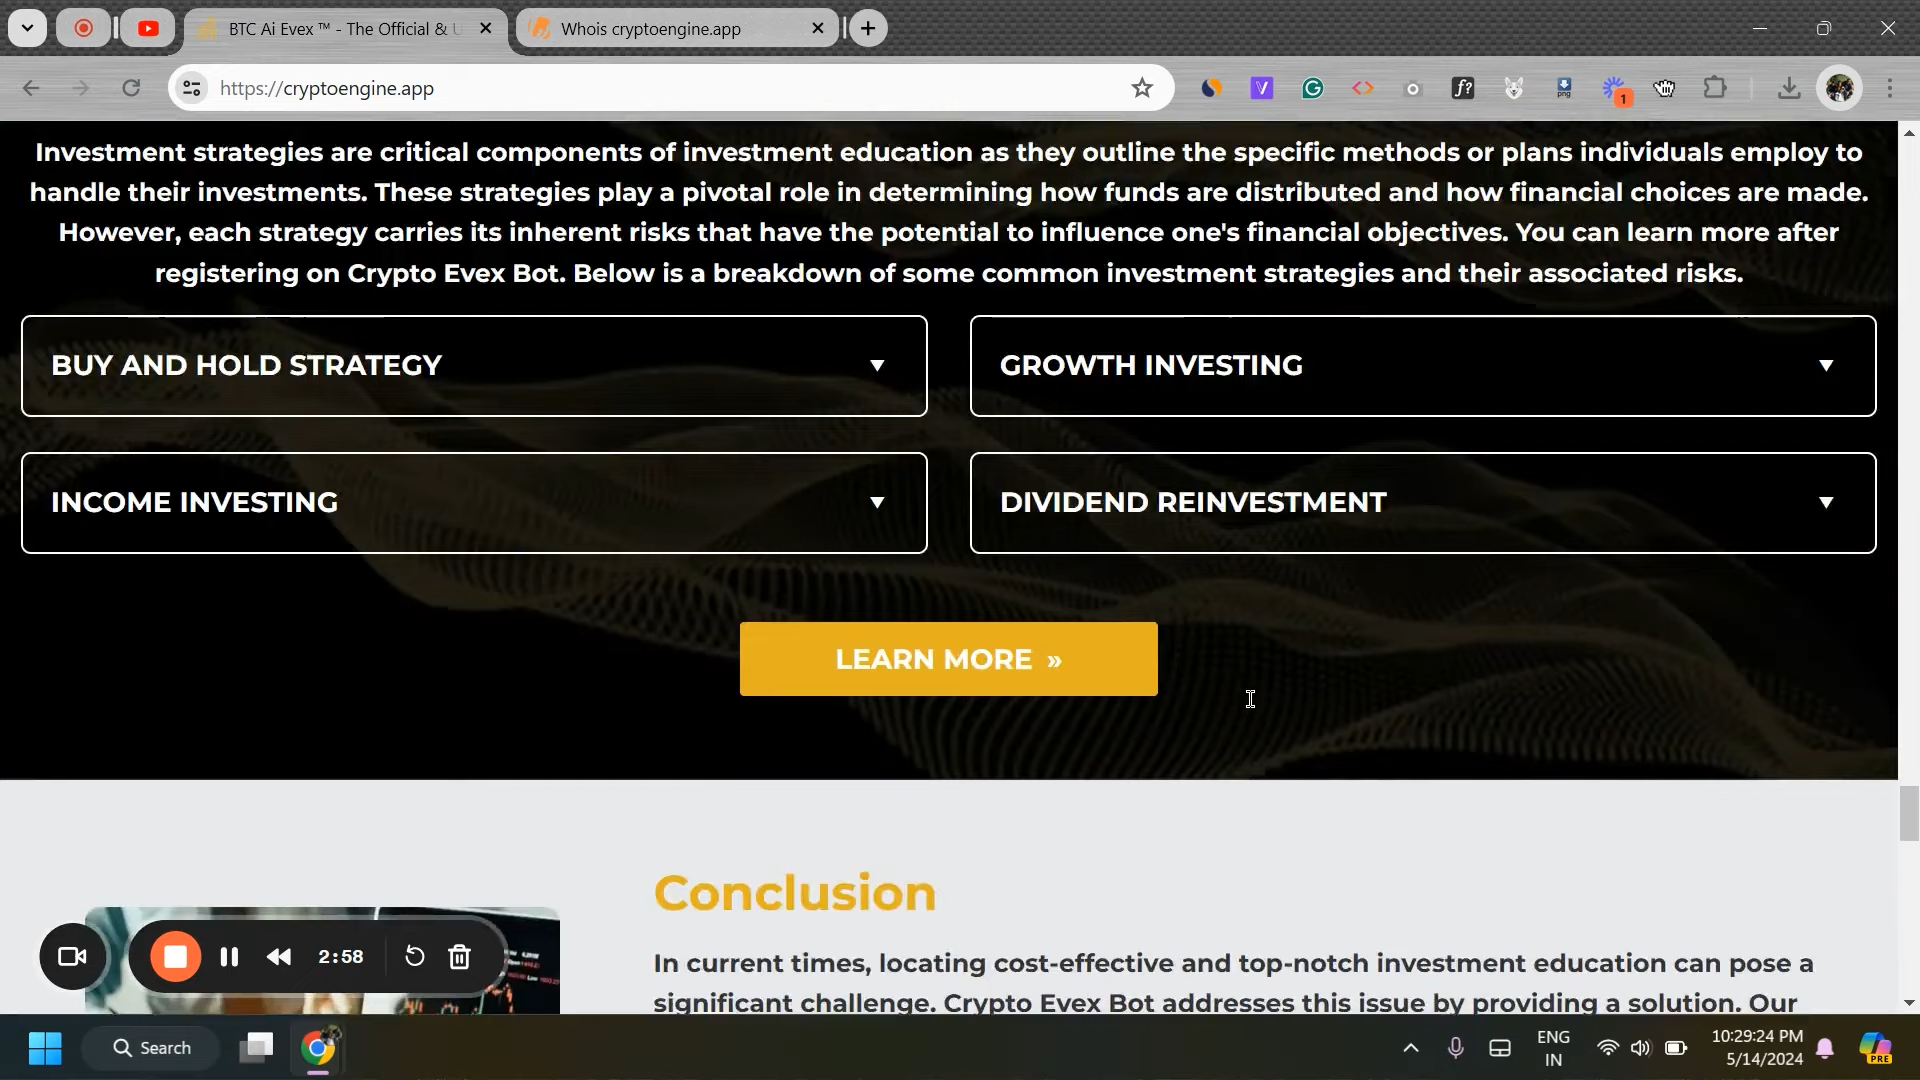 BTC Ai Evex ™ - The Official & U
Whois cryptoengine.app
https://cryptoengine.app
1
Investment strategies are critical components of investment education as they outline the specific methods or plans individuals employ to
handle their investments. These strategies play a pivotal role in determining how funds are distributed and how financial choices are made.
However, each strategy carries its inherent risks that have the potential to influence one's financial objectives. You can learn more after
registering on Crypto Evex Bot. Below is a breakdown of some common investment strategies and their associated risks.
BUY AND HOLD STRATEGY
GROWTH INVESTING
INCOME INVESTING
DIVIDEND REINVESTMENT
LEARN MORE »
Conclusion
In current times, locating cost-effective and top-notch investment education can pose a
significant challenge. Crypto Evex Bot addresses this issue by providing a solution. Our
2:58
Search
ENG
IN
10:29:24 PM
5/14/2024
PRE